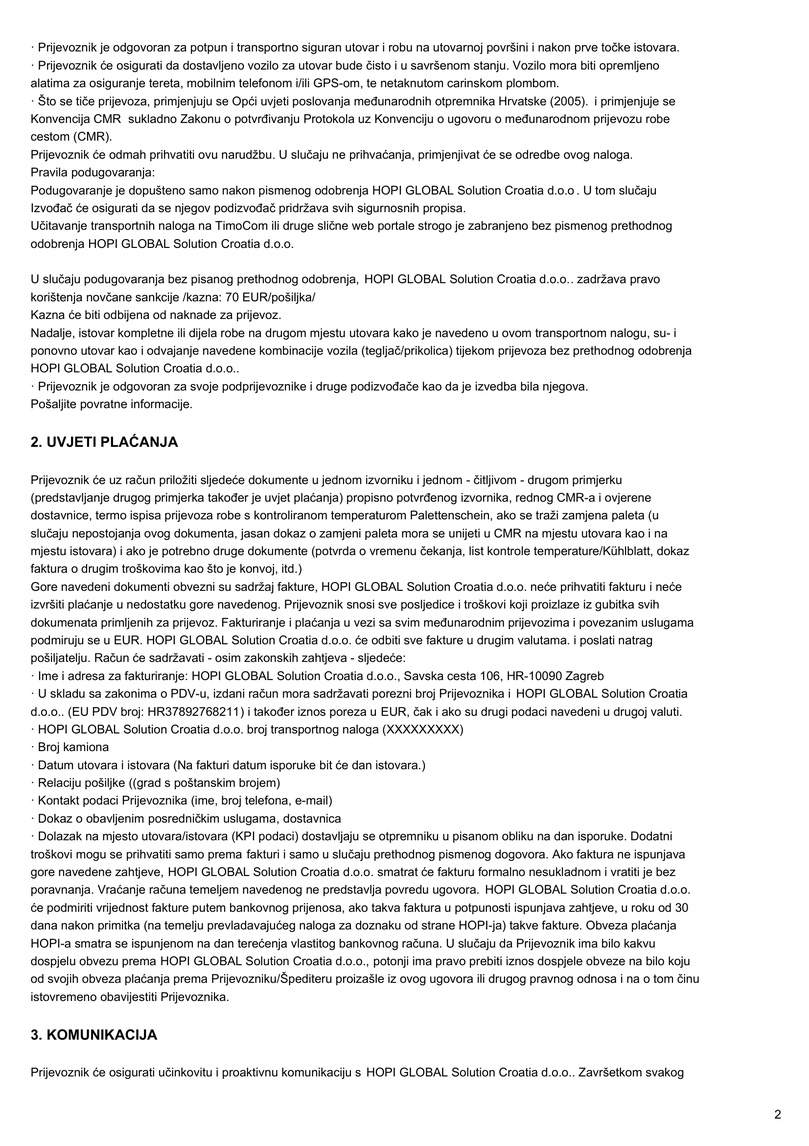 · Prijevoznik je odgovoran za potpun i transportno siguran utovar i robu na utovarnoj površini i nakon prve točke istovara.
· Prijevoznik će osigurati da dostavljeno vozilo za utovar bude čisto i u savršenom stanju. Vozilo mora biti opremljeno
alatima za osiguranje tereta, mobilnim telefonom i/ili GPS-om, te netaknutom carinskom plombom.
· Što se tiče prijevoza, primjenjuju se Opći uvjeti poslovanja međunarodnih otpremnika Hrvatske (2005). i primjenjuje se
Konvencija CMR sukladno Zakonu o potvrđivanju Protokola uz Konvenciju o ugovoru o međunarodnom prijevozu robe
cestom (CMR).
Prijevoznik će odmah prihvatiti ovu narudžbu. U slučaju ne prihvaćanja, primjenjivat će se odredbe ovog naloga.
Pravila podugovaranja:
Podugovaranje je dopušteno samo nakon pismenog odobrenja HOPI GLOBAL Solution Croatia d.o.o. U tom slučaju
Izvođač će osigurati da se njegov podizvođač pridržava svih sigurnosnih propisa.
Učitavanje transportnih naloga na TimoCom ili druge slične web portale strogo je zabranjeno bez pismenog prethodnog
odobrenja HOPI GLOBAL Solution Croatia d.o.o.
U slučaju podugovaranja bez pisanog prethodnog odobrenja, HOPI GLOBAL Solution Croatia d.o.o.. zadržava pravo
korištenja novčane sankcije /kazna: 70 EUR/pošiljka/
Kazna će biti odbijena od naknade za prijevoz.
Nadalje, istovar kompletne ili dijela robe na drugom mjestu utovara kako je navedeno u ovom transportnom nalogu, su- i
ponovno utovar kao i odvajanje navedene kombinacije vozila (tegljač/prikolica) tijekom prijevoza bez prethodnog odobrenja
HOPI GLOBAL Solution Croatia d.o.o..
· Prijevoznik je odgovoran za svoje podprijevoznike i druge podizvođače kao da je izvedba bila njegova.
Pošaljite povratne informacije.
2. UVJETI PLAĆANJA
Prijevoznik će uz račun priložiti sljedeće dokumente u jednom izvorniku i jednom - čitljivom - drugom primjerku
(predstavljanje drugog primjerka također je uvjet plaćanja) propisno potvrđenog izvornika, rednog CMR-a i ovjerene
dostavnice, termo ispisa prijevoza robe s kontroliranom temperaturom Palettenschein, ako se traži zamjena paleta (u
slučaju nepostojanja ovog dokumenta, jasan dokaz o zamjeni paleta mora se unijeti u CMR na mjestu utovara kao i na
mjestu istovara) i ako je potrebno druge dokumente (potvrda o vremenu čekanja, list kontrole temperature/Kühlblatt, dokaz
faktura o drugim troškovima kao što je konvoj, itd.)
Gore navedeni dokumenti obvezni su sadržaj fakture, HOPI GLOBAL Solution Croatia d.o.o. neće prihvatiti fakturu i neće
izvršiti plaćanje u nedostatku gore navedenog. Prijevoznik snosi sve posljedice i troškovi koji proizlaze iz gubitka svih
dokumenata primljenih za prijevoz. Fakturiranje i plaćanja u vezi sa svim međunarodnim prijevozima i povezanim uslugama
podmiruju se u EUR. HOPI GLOBAL Solution Croatia d.o.o. će odbiti sve fakture u drugim valutama. i poslati natrag
pošiljatelju. Račun će sadržavati - osim zakonskih zahtjeva - sljedeće:
· Ime i adresa za fakturiranje: HOPI GLOBAL Solution Croatia d.o.o., Savska cesta 106, HR-10090 Zagreb
· U skladu sa zakonima o PDV-u, izdani račun mora sadržavati porezni broj Prijevoznika i HOPI GLOBAL Solution Croatia
d.o.o.. (EU PDV broj: HR37892768211) i također iznos poreza u EUR, čak i ako su drugi podaci navedeni u drugoj valuti.
· HOPI GLOBAL Solution Croatia d.o.o. broj transportnog naloga (XXXXXXXXX)
· Broj kamiona
· Datum utovara i istovara (Na fakturi datum isporuke bit će dan istovara.)
· Relaciju pošiljke ((grad s poštanskim brojem)
· Kontakt podaci Prijevoznika (ime, broj telefona, e-mail)
· Dokaz o obavljenim posredničkim uslugama, dostavnica
· Dolazak na mjesto utovara/istovara (KPI podaci) dostavljaju se otpremniku u pisanom obliku na dan isporuke. Dodatni
troškovi mogu se prihvatiti samo prema fakturi i samo u slučaju prethodnog pismenog dogovora. Ako faktura ne ispunjava
gore navedene zahtjeve, HOPI GLOBAL Solution Croatia d.o.o. smatrat će fakturu formalno nesukladnom i vratiti je bez
poravnanja. Vraćanje računa temeljem navedenog ne predstavlja povredu ugovora. HOPI GLOBAL Solution Croatia d.o.o.
će podmiriti vrijednost fakture putem bankovnog prijenosa, ako takva faktura u potpunosti ispunjava zahtjeve, u roku od 30
dana nakon primitka (na temelju prevladavajućeg naloga za doznaku od strane HOPI-ja) takve fakture. Obveza plaćanja
HOPI-a smatra se ispunjenom na dan terećenja vlastitog bankovnog računa. U slučaju da Prijevoznik ima bilo kakvu
dospjelu obvezu prema HOPI GLOBAL Solution Croatia d.o.o., potonji ima pravo prebiti iznos dospjele obveze na bilo koju
od svojih obveza plaćanja prema Prijevozniku/Špediteru proizašle iz ovog ugovora ili drugog pravnog odnosa i na o tom činu
istovremeno obavijestiti Prijevoznika.
3. KOMUNIKACIJA
Prijevoznik će osigurati učinkovitu i proaktivnu komunikaciju s HOPI GLOBAL Solution Croatia d.o.o.. Završetkom svakog
2